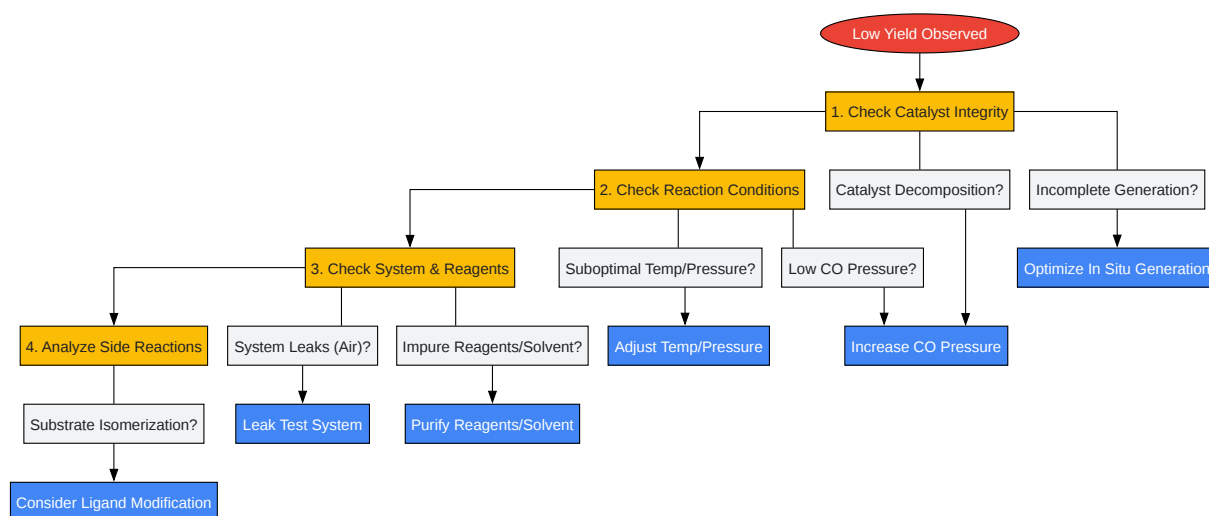 Low Yield Observed
1. Check Catalyst Integrity
2. Check Reaction Conditions
Catalyst Decomposition?
Incomplete Generation?
3. Check System & Reagents
Suboptimal Temp/Pressure?
Low CO Pressure?
Optimize In Situ Generation
4. Analyze Side Reactions
System Leaks (Air)?
Impure Reagents/Solvent?
Adjust Temp/Pressure
Increase CO Pressure
Substrate Isomerization?
Leak Test System
Purify Reagents/Solvent
Consider Ligand Modification